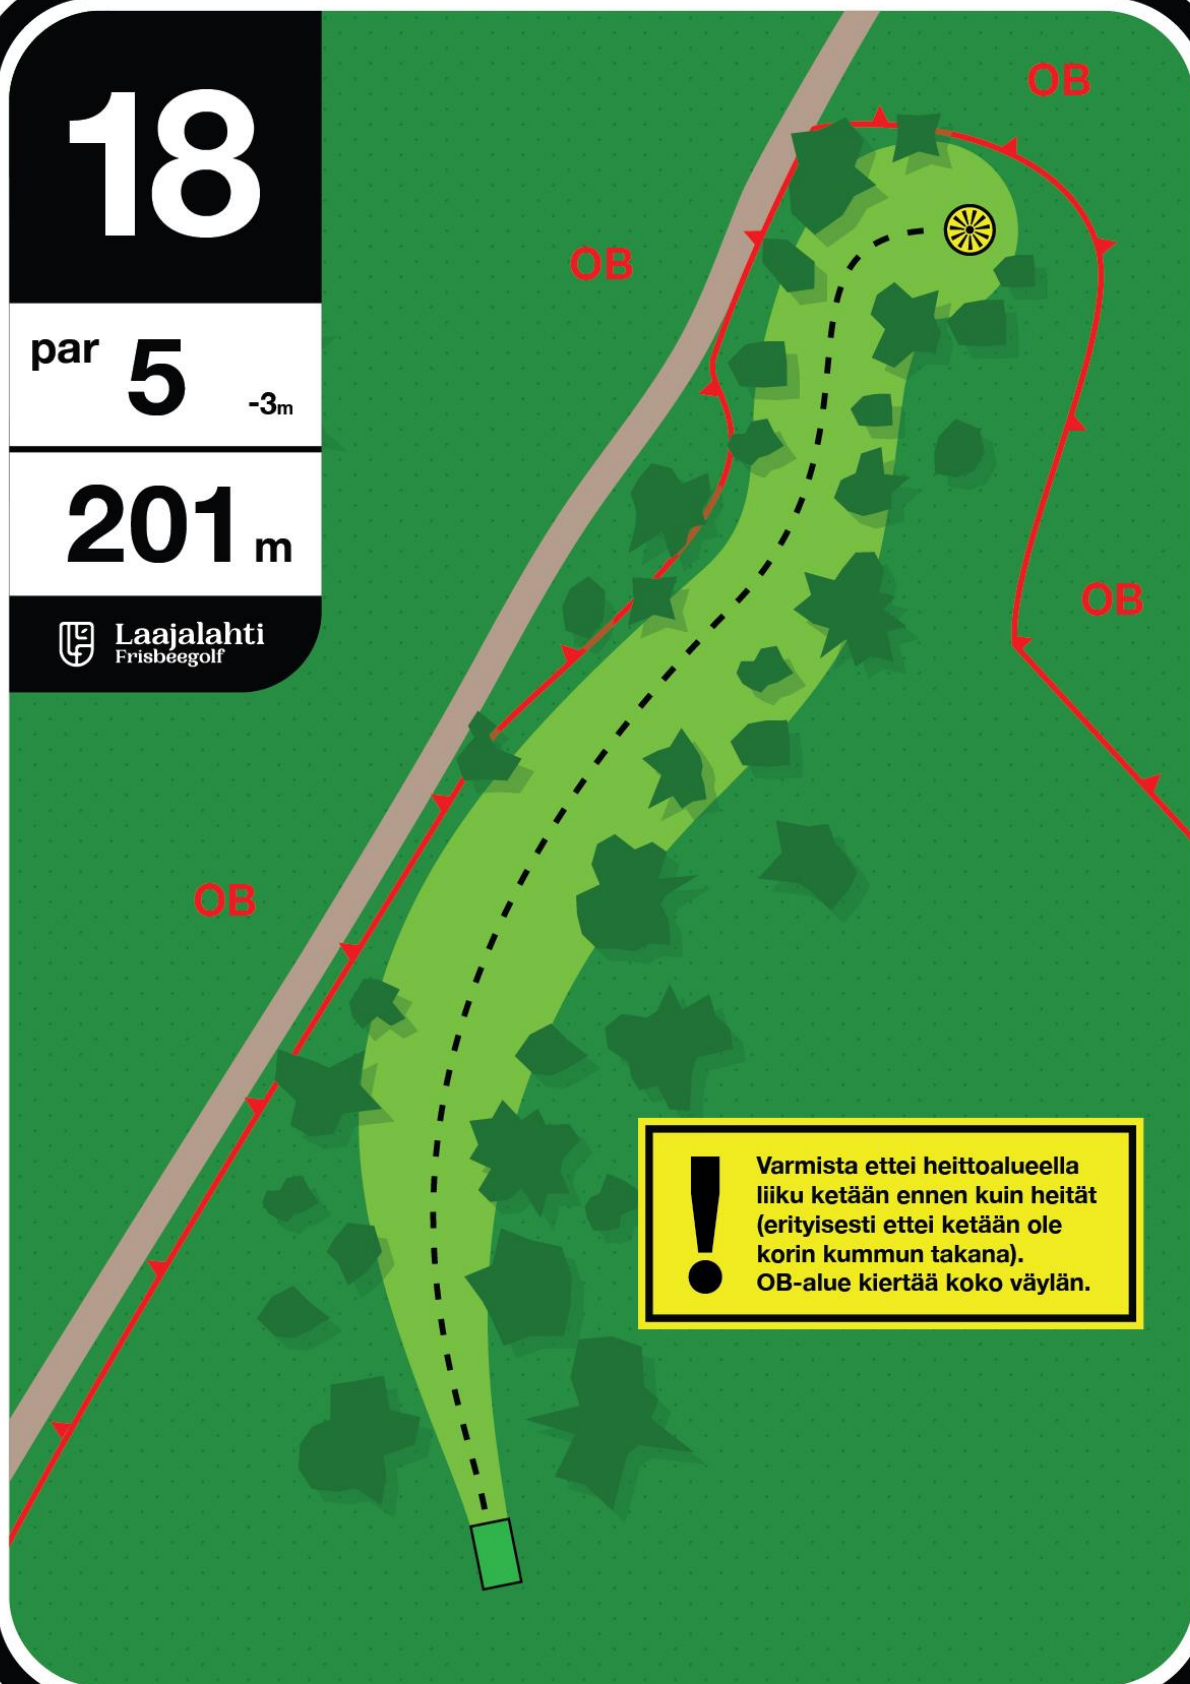 18
par 5 -3m
201 m
Laajalahti
Frisbeegolf
OB
OB
OB
OB
Varmista ettei heittoalueella
liiku ketään ennen kuin heität
(erityisesti ettei ketään ole
korin kummun takana).
OB-alue kiertää koko väylän.